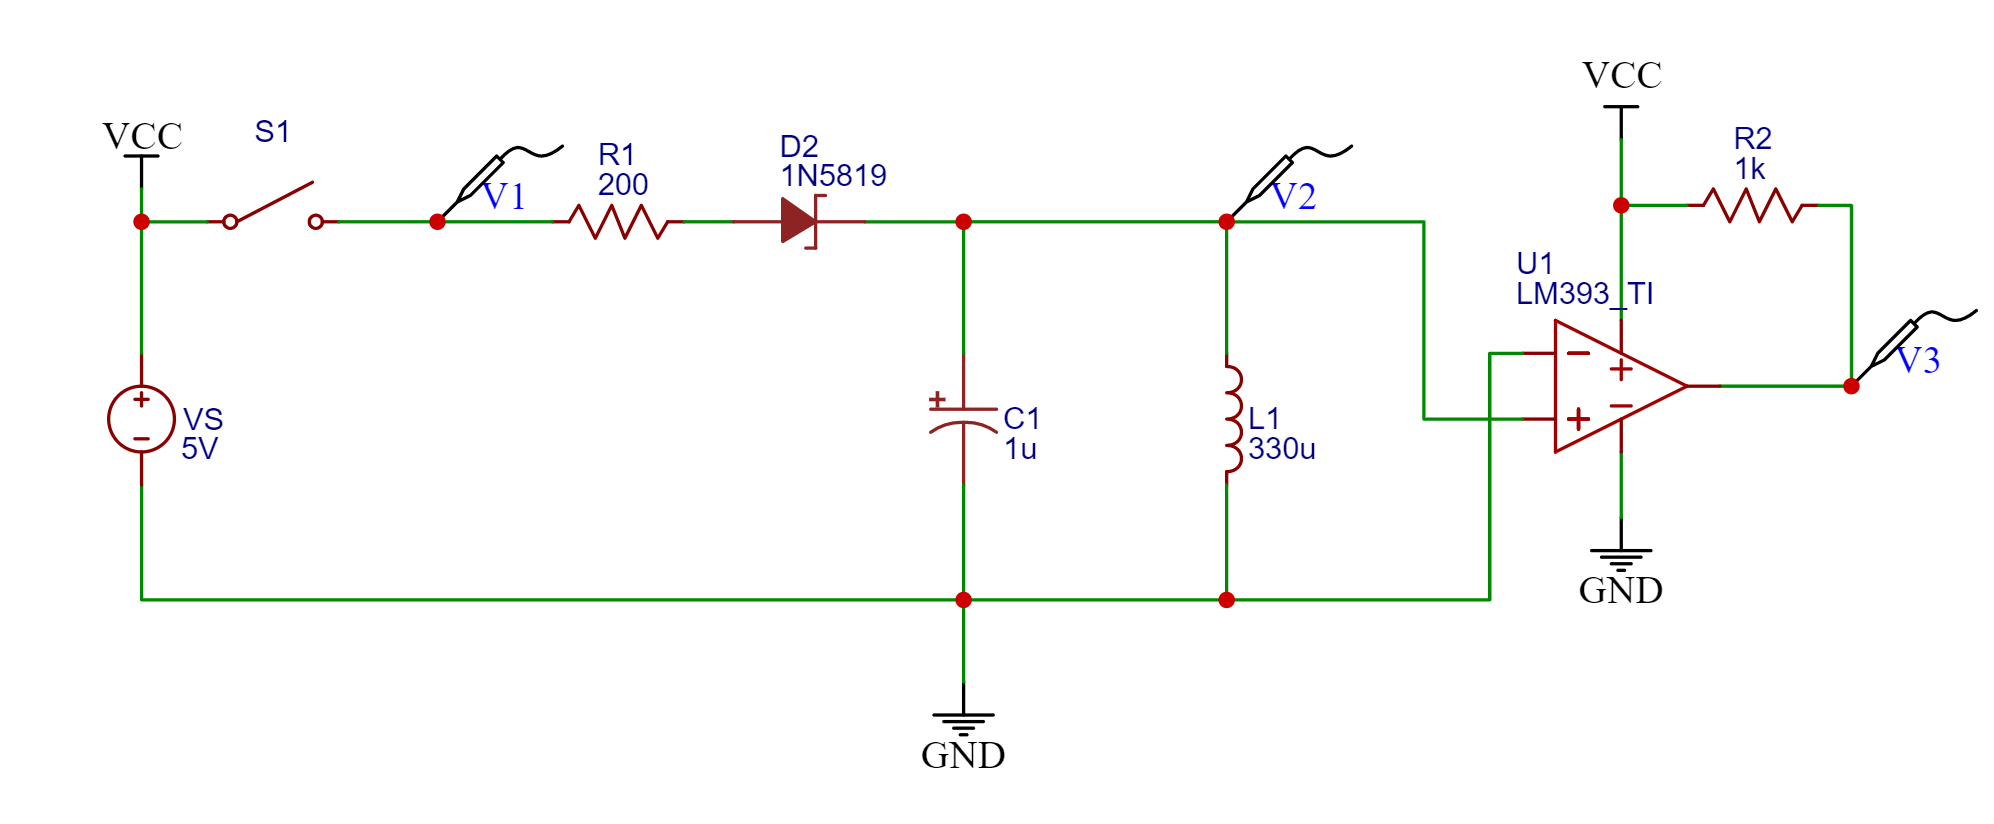 VCC
S1
V1
R1
200
D2
1N5819
V2
VCC
R2
1k
U1
LM393_TI
V3
VS
5V
C1
1u
L1
330u
GND
GND